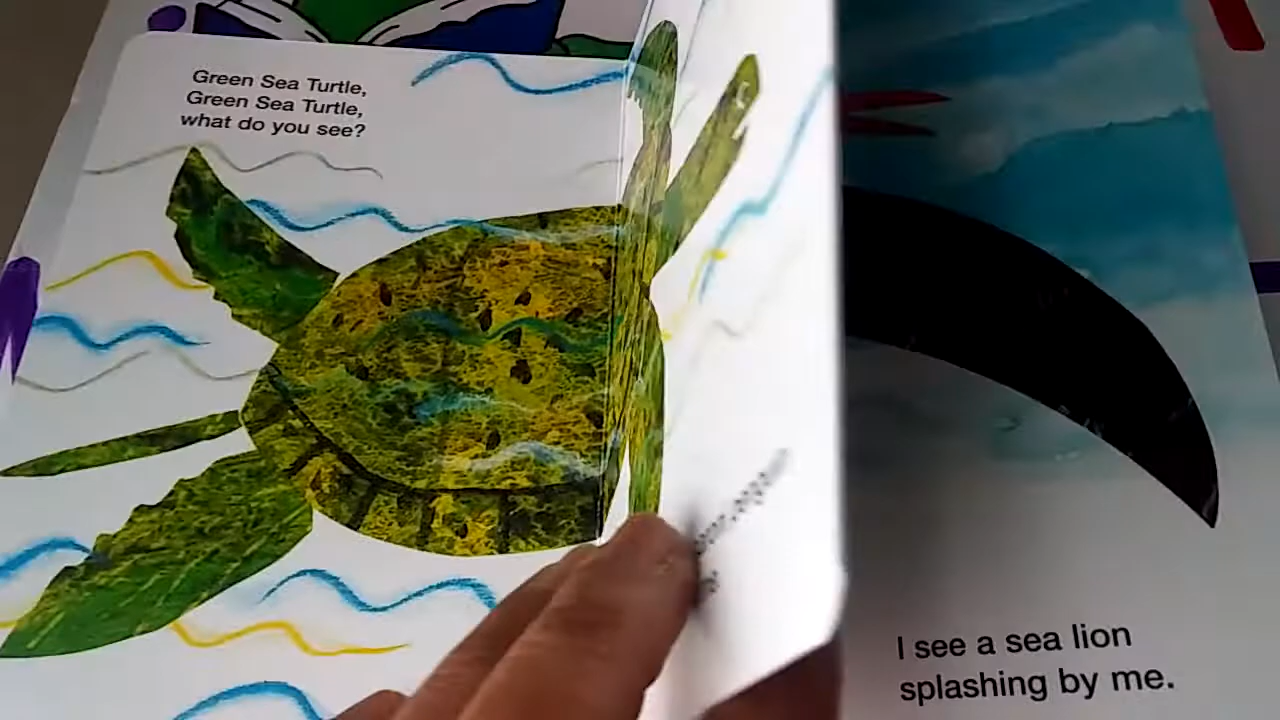 Green Sea Turtle,
Green Sea Turtle,
what do you see?
I see a sea lion
splashing by me.